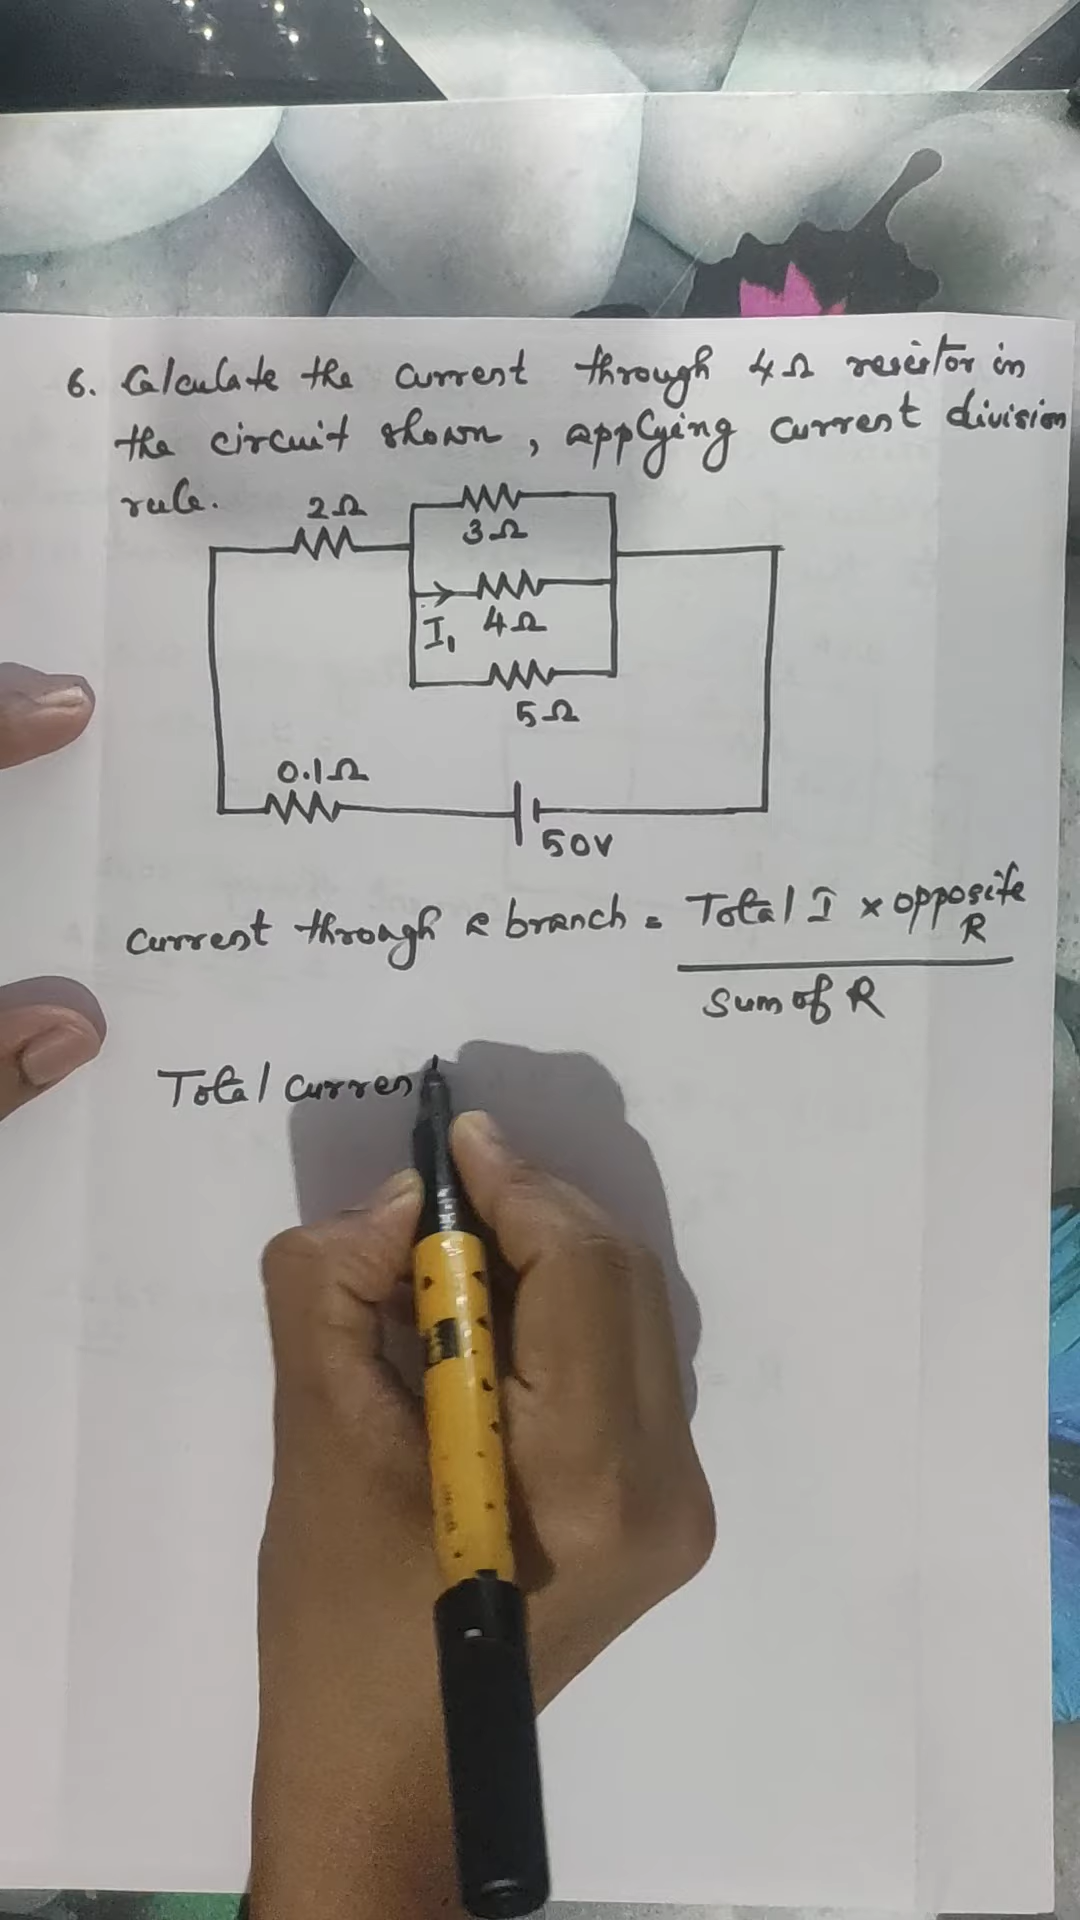 6. Calculate the current through 4Ω resistor in
the circuit shown, applying current division
rule.
2Ω
3Ω
I₁ 4Ω
5Ω
0.1Ω
50V
current through a branch = Total I × opposite R
Sum of R
Total curren